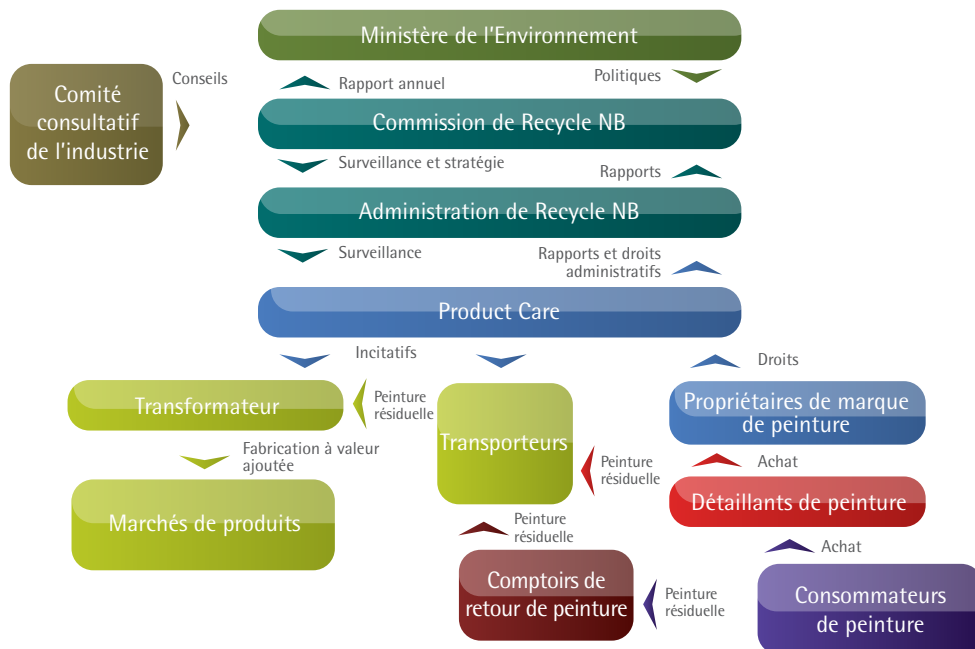 Ministère de l'Environnement
Conseils
Politiques
Rapport annuel
Comité
consultatif
de l'industrie
Commission de Recycle NB
Surveillance et stratégie
Rapports
Administration de Recycle NB
Surveillance
Rapports et droits
administratifs
Product Care
Incitatifs
Droits
Transformateur
Peinture
résiduelle
Transporteurs
Propriétaires de marque
de peinture
Fabrication à valeur
ajoutée
Peinture
résiduelle
Achat
Marchés de produits
Détaillants de peinture
Peinture
résiduelle
Achat
Comptoirs de
retour de peinture
Peinture
résiduelle
Consommateurs
de peinture